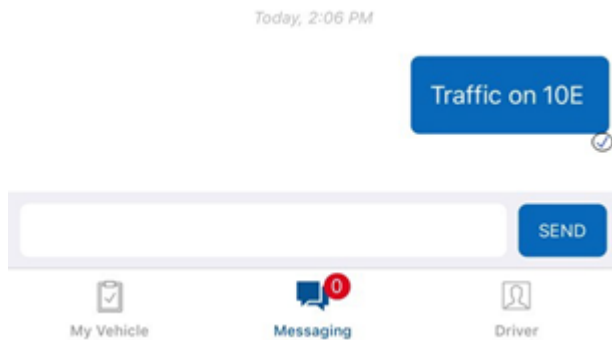 Today, 2:06 PM
Traffic on 10E
SEND
0
My Vehicle
Messaging
Driver